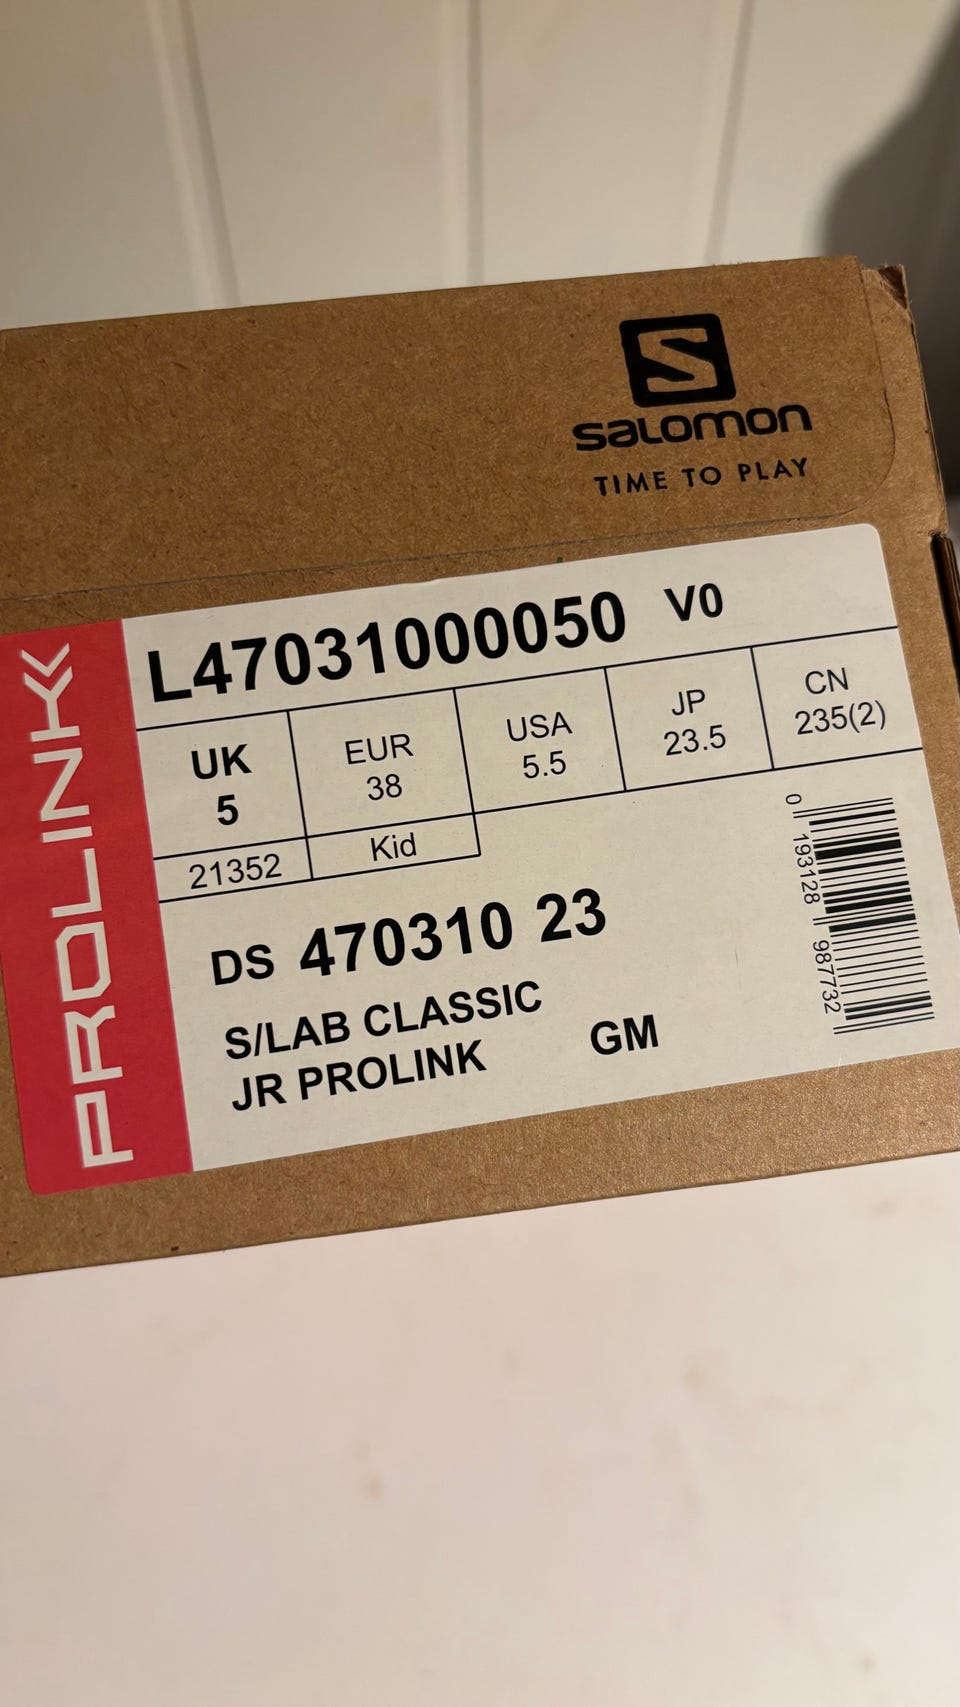 salomon
TIME TO PLAY
PROLINK
L47031000050 V0
UK EUR USA JP CN
5 38 5.5 23.5 235(2)
21352 Kid
DS 470310 23
S/LAB CLASSIC
JR PROLINK GM
0 193128 987732